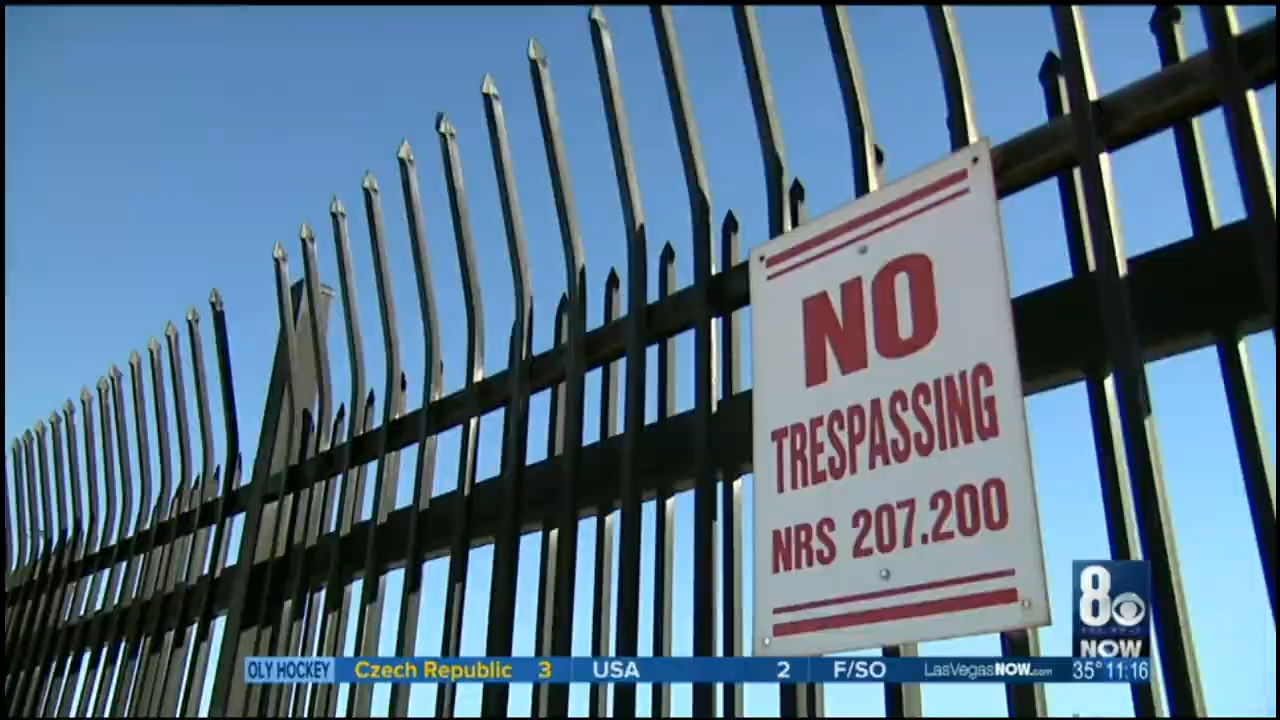 NO
TRESPASSING
NRS 207.200
8
NOW
OLY HOCKEY Czech Republic 3 USA 2 F/SO LasVegasNOW.com 35° 11:16